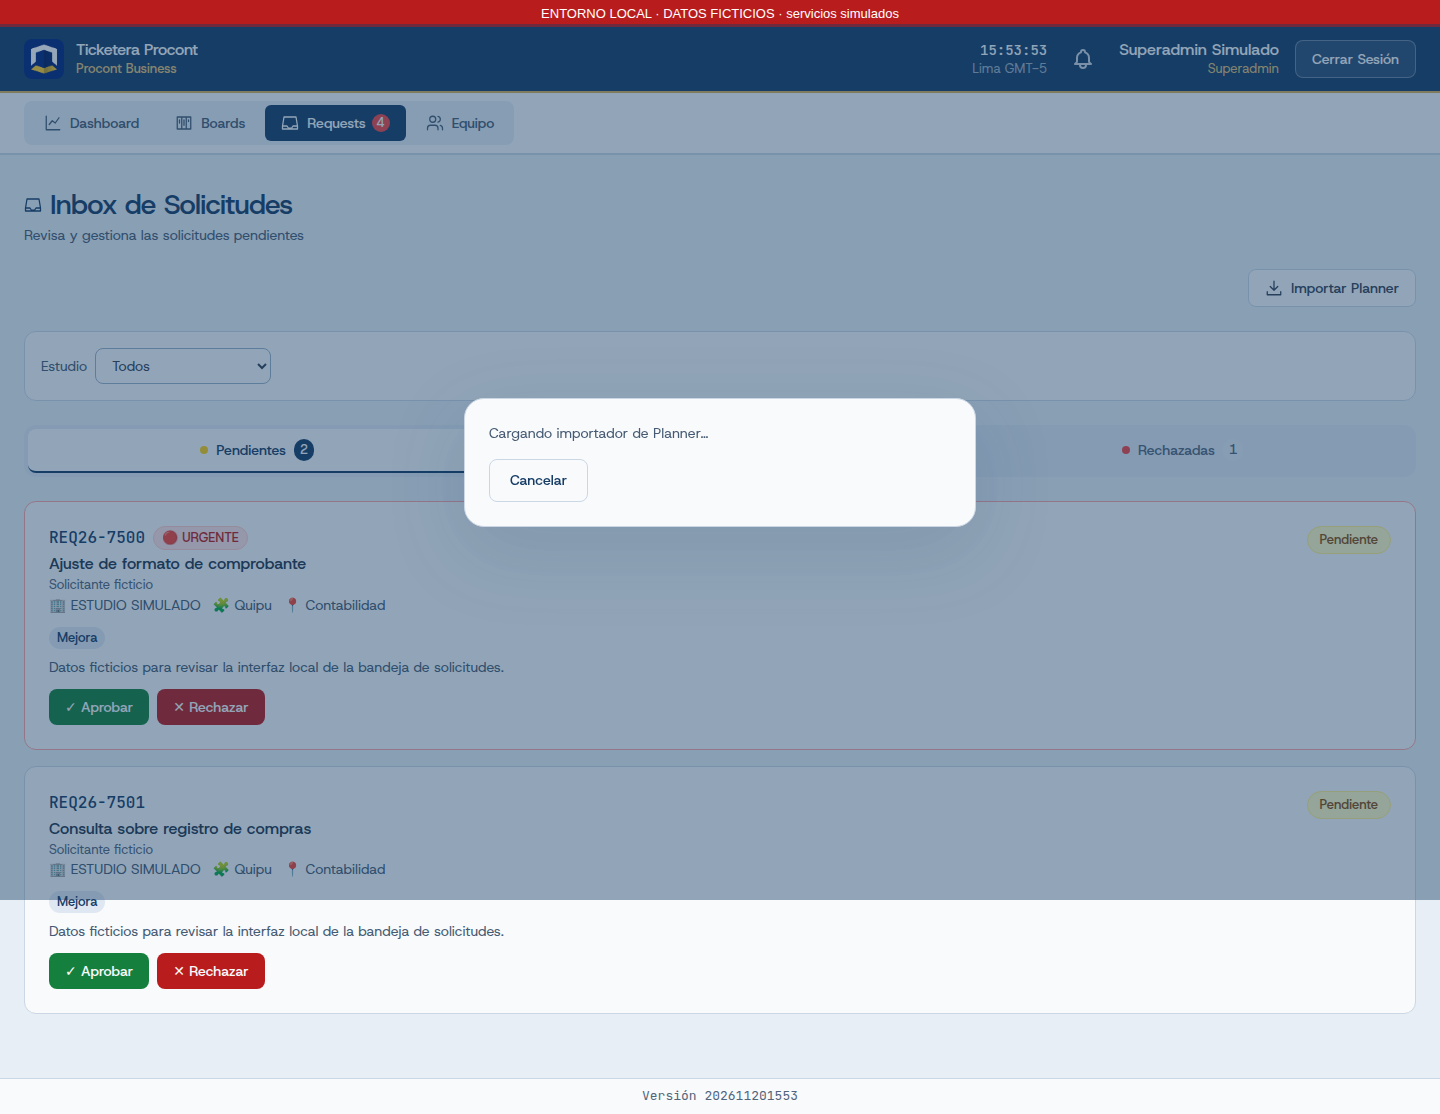 ENTORNO LOCAL · DATOS FICTICIOS · servicios simulados
Ticketera Procont
Procont Business
15:53:53
Lima GMT-5
Superadmin Simulado
Superadmin
Cerrar Sesión
Dashboard
Boards
Requests 4
Equipo
Inbox de Solicitudes
Revisa y gestiona las solicitudes pendientes
Importar Planner
Estudio Todos
Cargando importador de Planner…
Cancelar
Pendientes 2
Rechazadas 1
REQ26-7500 URGENTE
Pendiente
Ajuste de formato de comprobante
Solicitante ficticio
ESTUDIO SIMULADO Quipu Contabilidad
Mejora
Datos ficticios para revisar la interfaz local de la bandeja de solicitudes.
✓ Aprobar
✕ Rechazar
REQ26-7501
Pendiente
Consulta sobre registro de compras
Solicitante ficticio
ESTUDIO SIMULADO Quipu Contabilidad
Mejora
Datos ficticios para revisar la interfaz local de la bandeja de solicitudes.
✓ Aprobar
✕ Rechazar
Versión 202611201553